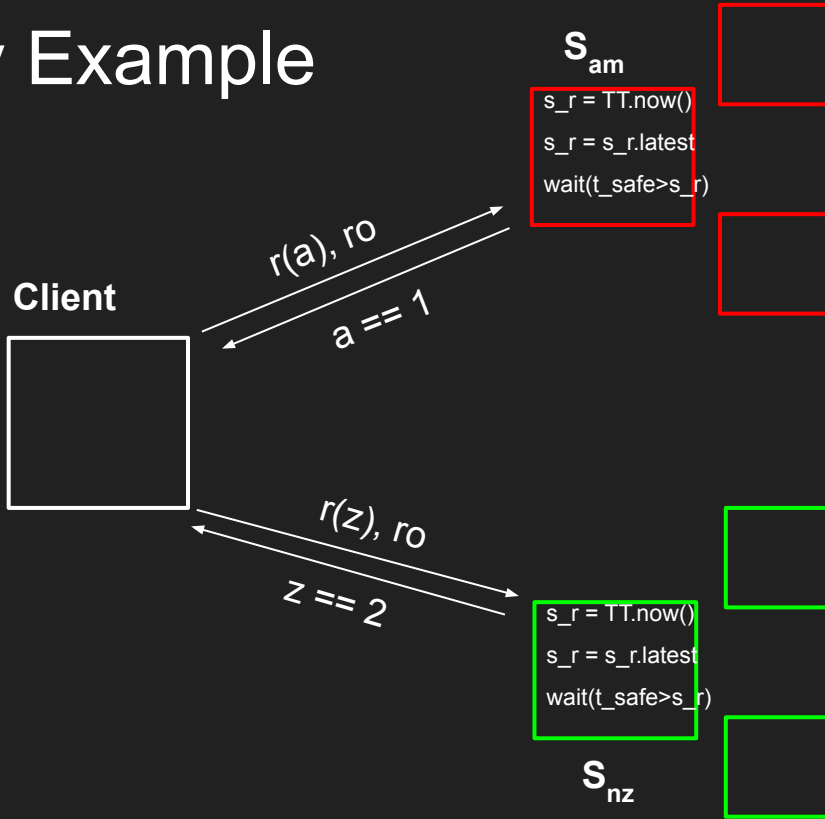 Example
S_am
s_r = TT.now()
s_r = s_r.latest
wait(t_safe>s_r)
r(a), ro
a == 1
Client
r(z), ro
z == 2
s_r = TT.now()
s_r = s_r.latest
wait(t_safe>s_r)
S_nz